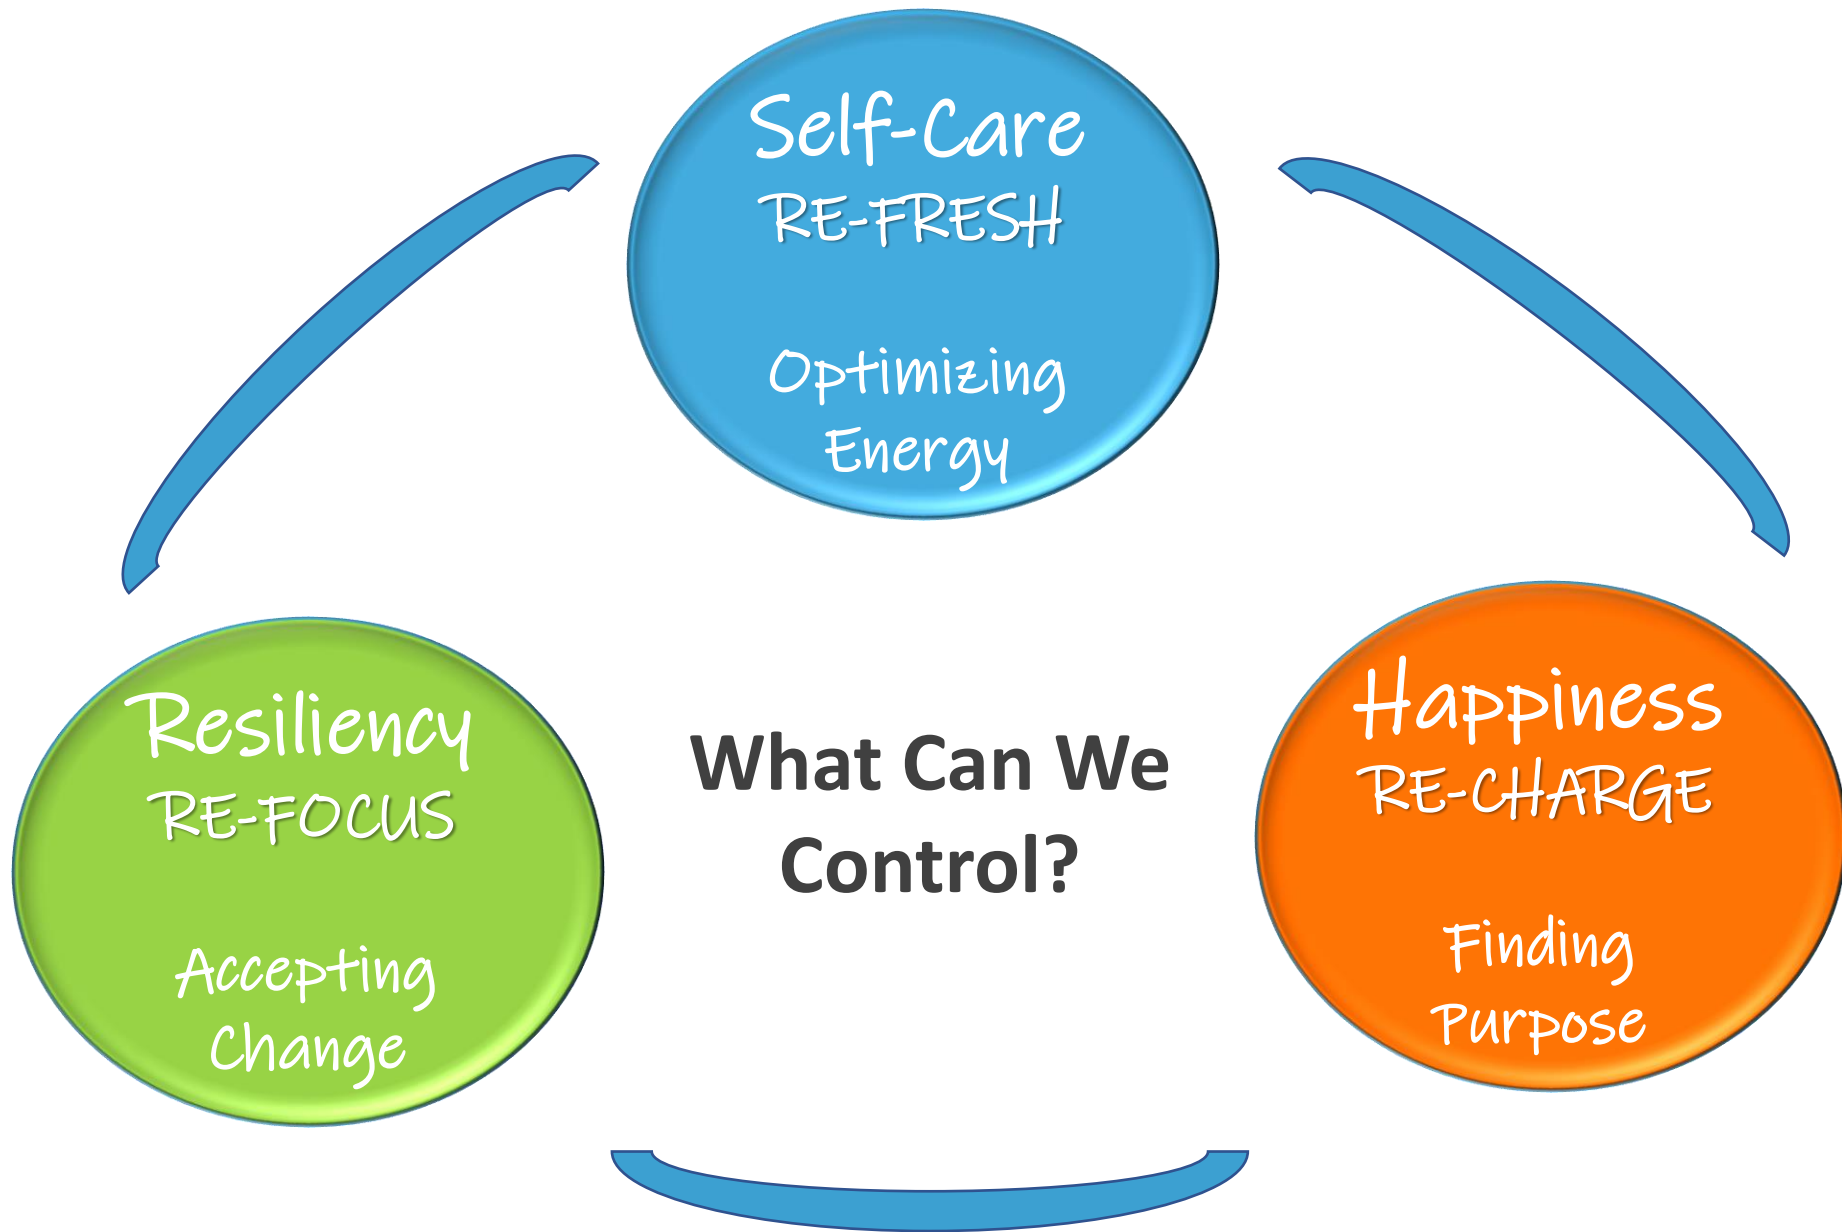 Self-Care
RE-FRESH
Optimizing
Energy
Resiliency
RE-FOCUS
Accepting
Change
What Can We
Control?
Happiness
RE-CHARGE
Finding
Purpose